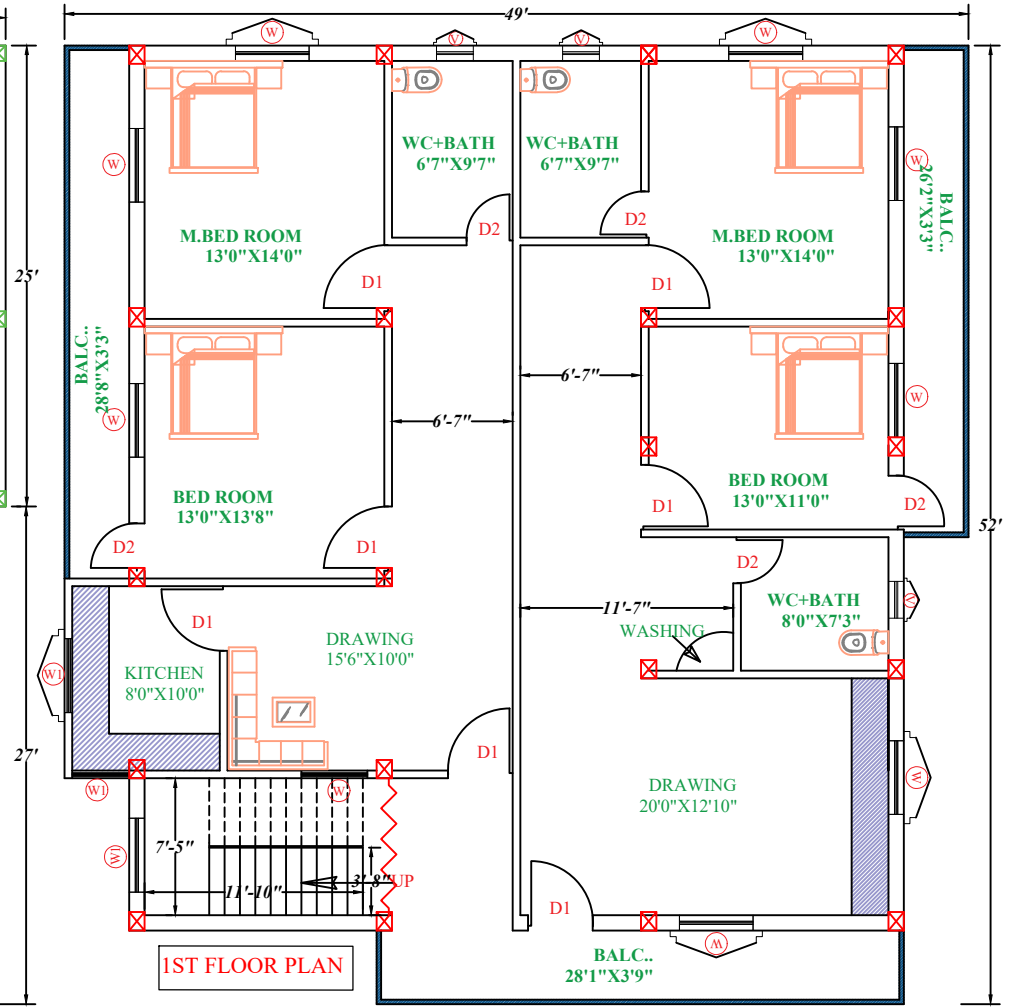 49'
W
V
V
W
WC+BATH
6'7"X9'7"
WC+BATH
6'7"X9'7"
W
W
BALC..
26'2"X3'3"
D2
D2
M.BED ROOM
13'0"X14'0"
M.BED ROOM
13'0"X14'0"
25'
D1
D1
BALC..
28'8"X3'3"
6'-7"
W
W
6'-7"
BED ROOM
13'0"X13'8"
BED ROOM
13'0"X11'0"
D1
D2
52'
D2
D1
D2
11'-7"
WC+BATH
8'0"X7'3"
V
D1
WASHING
DRAWING
15'6"X10'0"
KITCHEN
8'0"X10'0"
W1
D1
27'
W
W1
W
DRAWING
20'0"X12'10"
7'-5"
W1
11'-10"
3'-8"
UP
D1
W
BALC..
28'1"X3'9"
1ST FLOOR PLAN